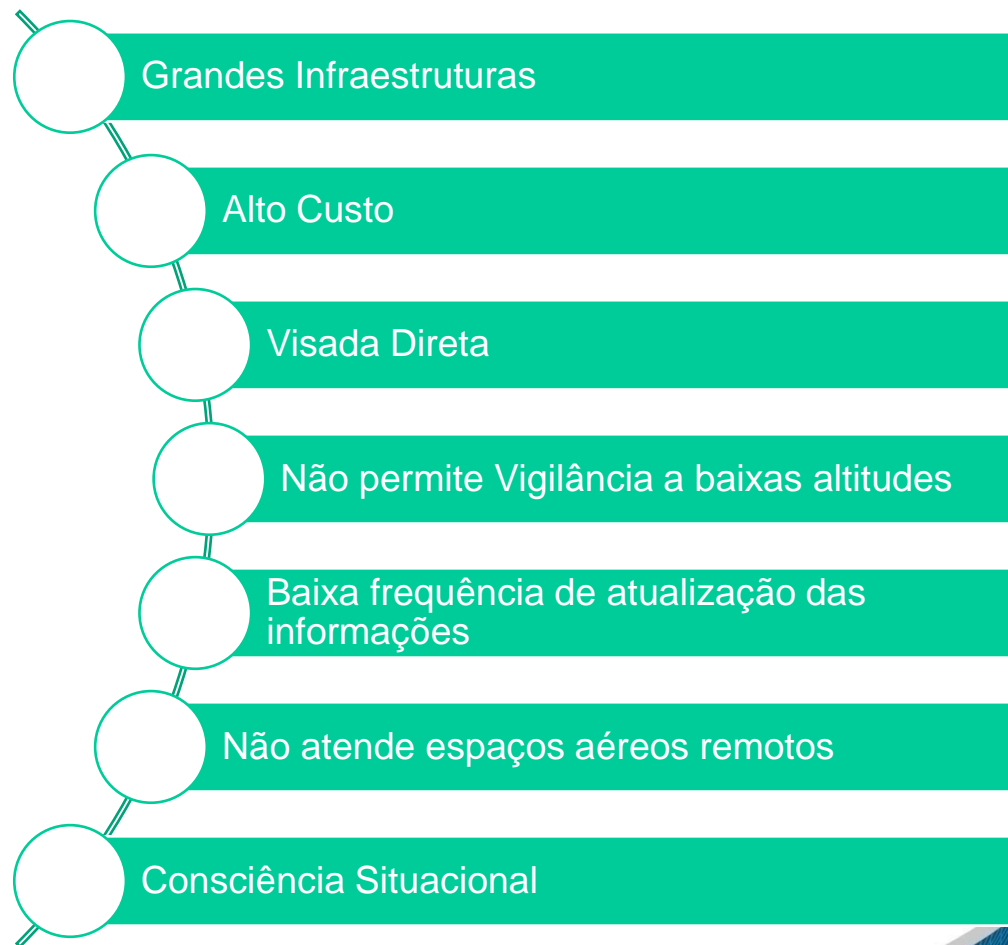 Grandes Infraestruturas
Alto Custo
Visada Direta
Não permite Vigilância a baixas altitudes
Baixa frequência de atualização das
informações
Não atende espaços aéreos remotos
Consciência Situacional